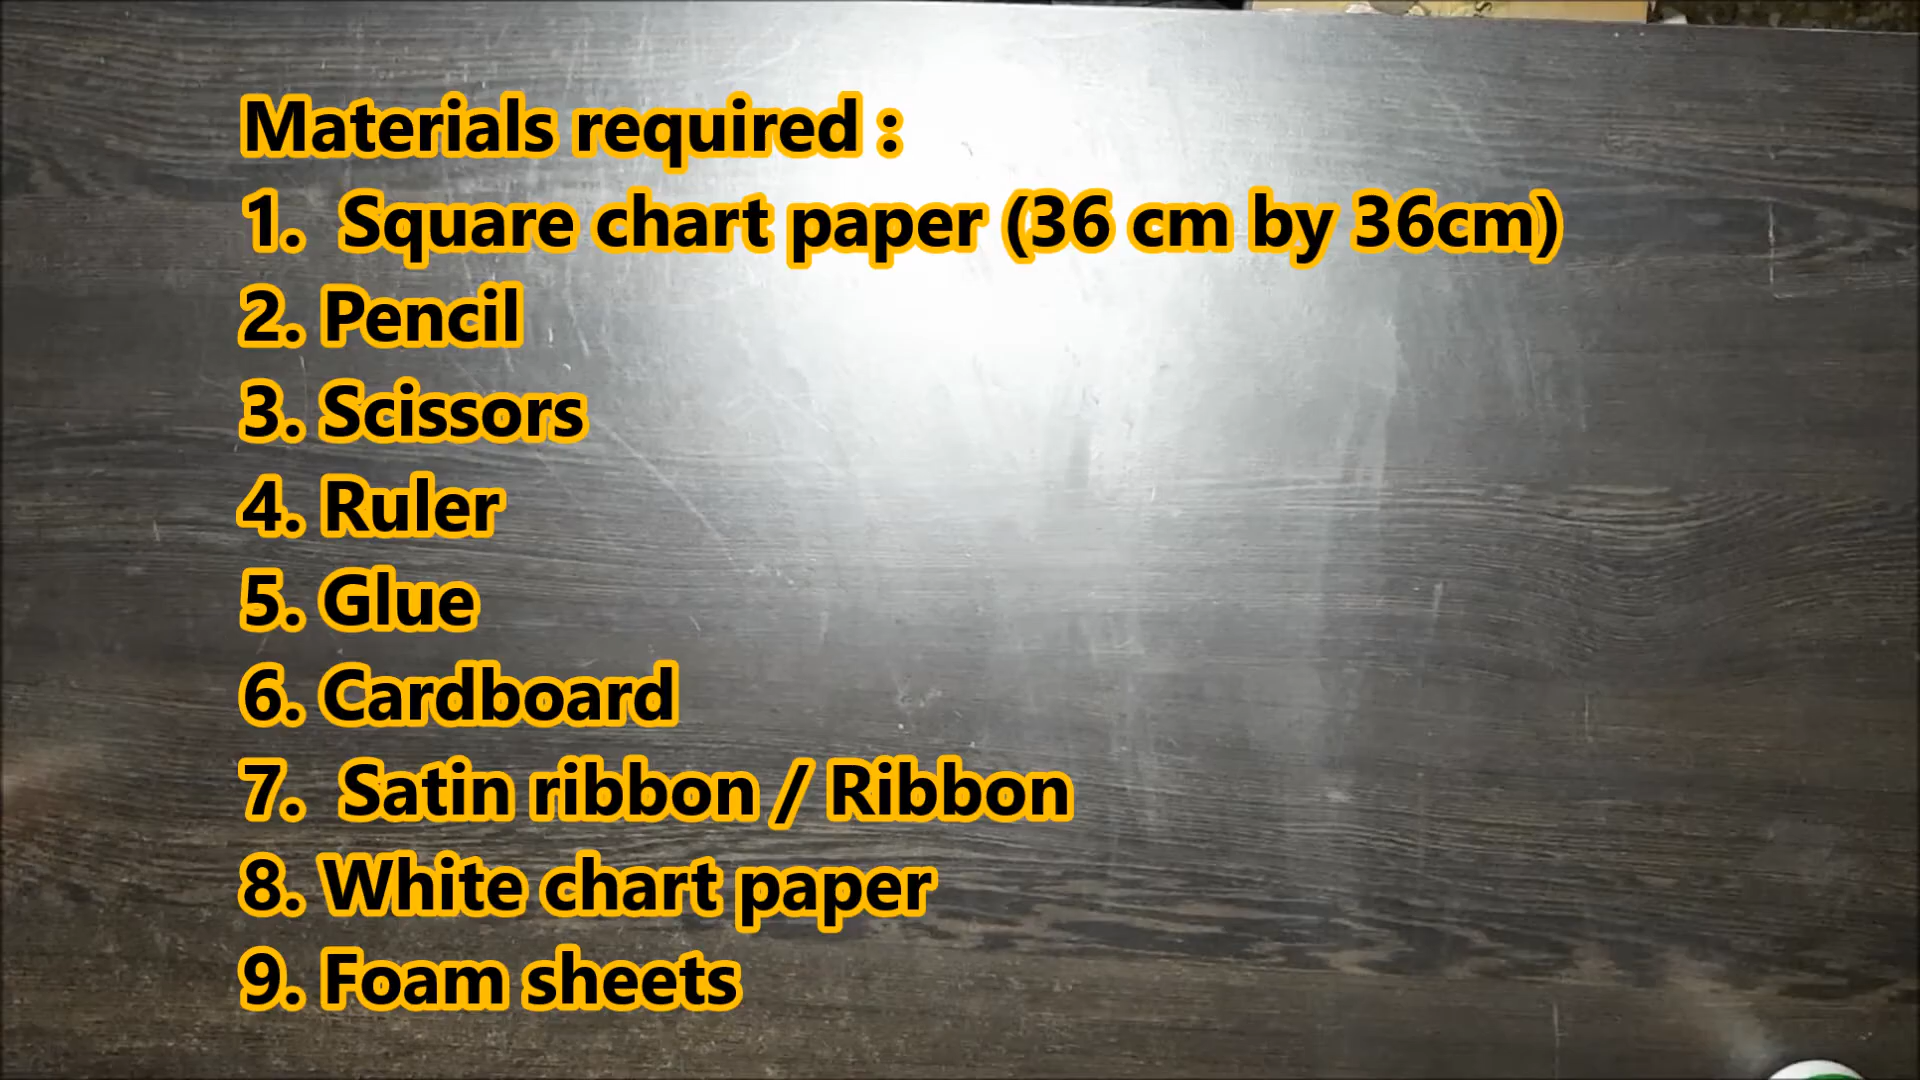 Materials required :
1. Square chart paper (36 cm by 36cm)
2. Pencil
3. Scissors
4. Ruler
5. Glue
6. Cardboard
7. Satin ribbon / Ribbon
8. White chart paper
9. Foam sheets